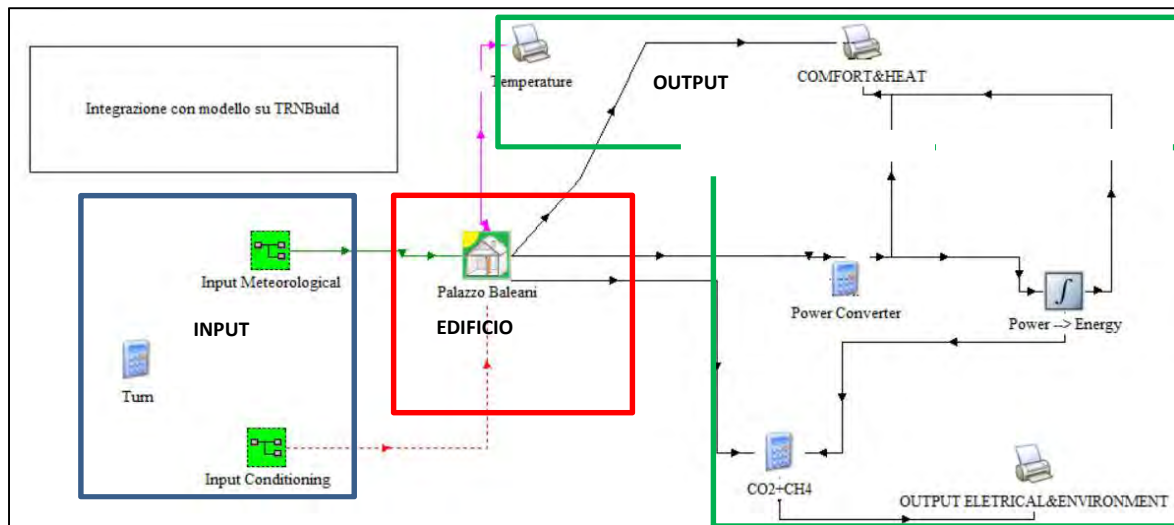 Integrazione con modello su TRNBuild
Temperature
OUTPUT
COMFORT&HEAT
Input Meteorological
INPUT
Turn
Input Conditioning
Palazzo Baleani
EDIFICIO
Power Converter
Power --> Energy
CO2+CH4
OUTPUT ELETRICAL&ENVIRONMENT